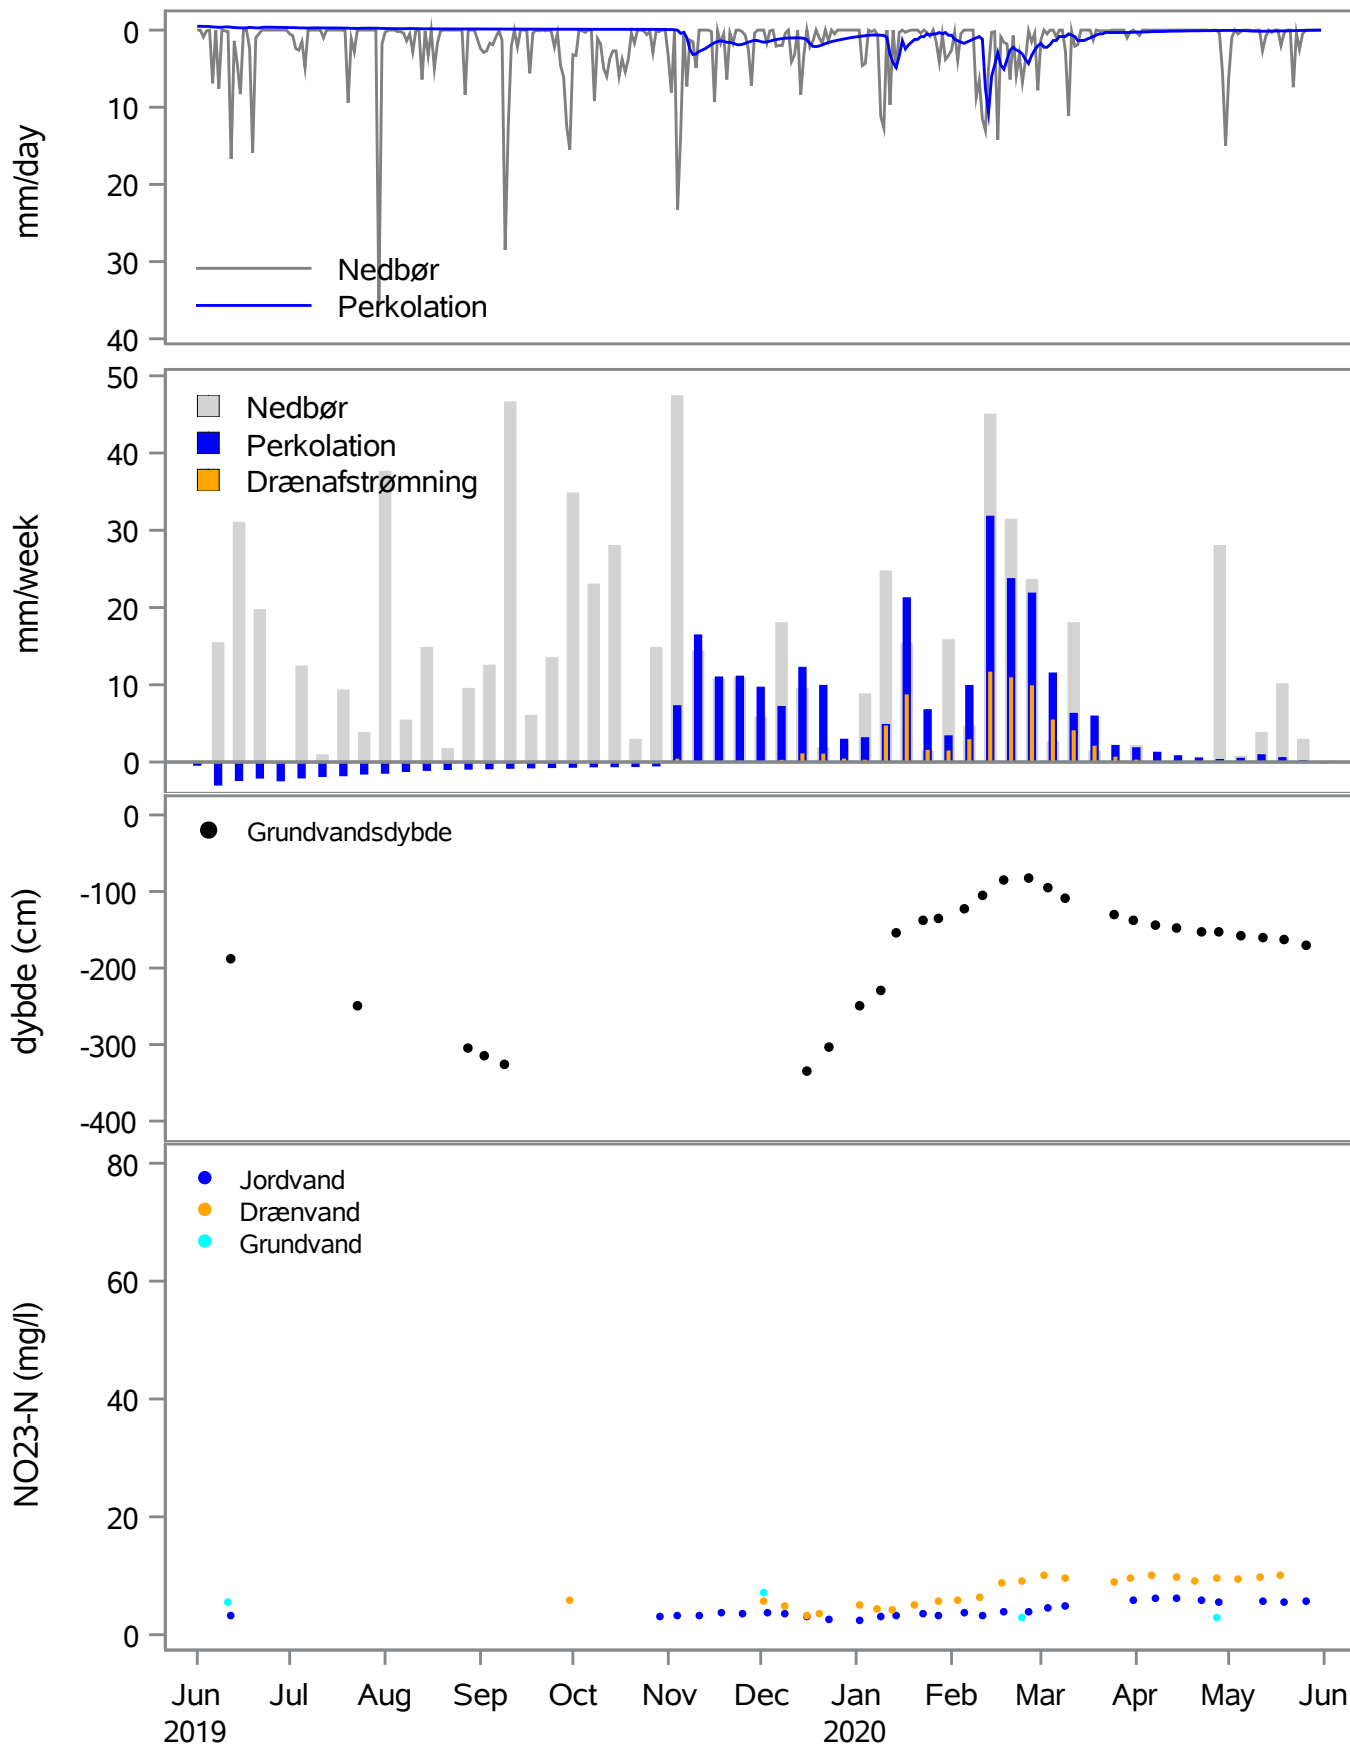 0
10
20
30
40
mm/day
Nedbør
Perkolation
50
40
30
20
10
0
mm/week
Nedbør
Perkolation
Drænafstrømning
0
-100
-200
-300
-400
dybde (cm)
Grundvandsdybde
80
60
40
20
0
NO23-N (mg/l)
Jordvand
Drænvand
Grundvand
Jun Jul Aug Sep Oct Nov Dec Jan Feb Mar Apr May Jun
2019 2020